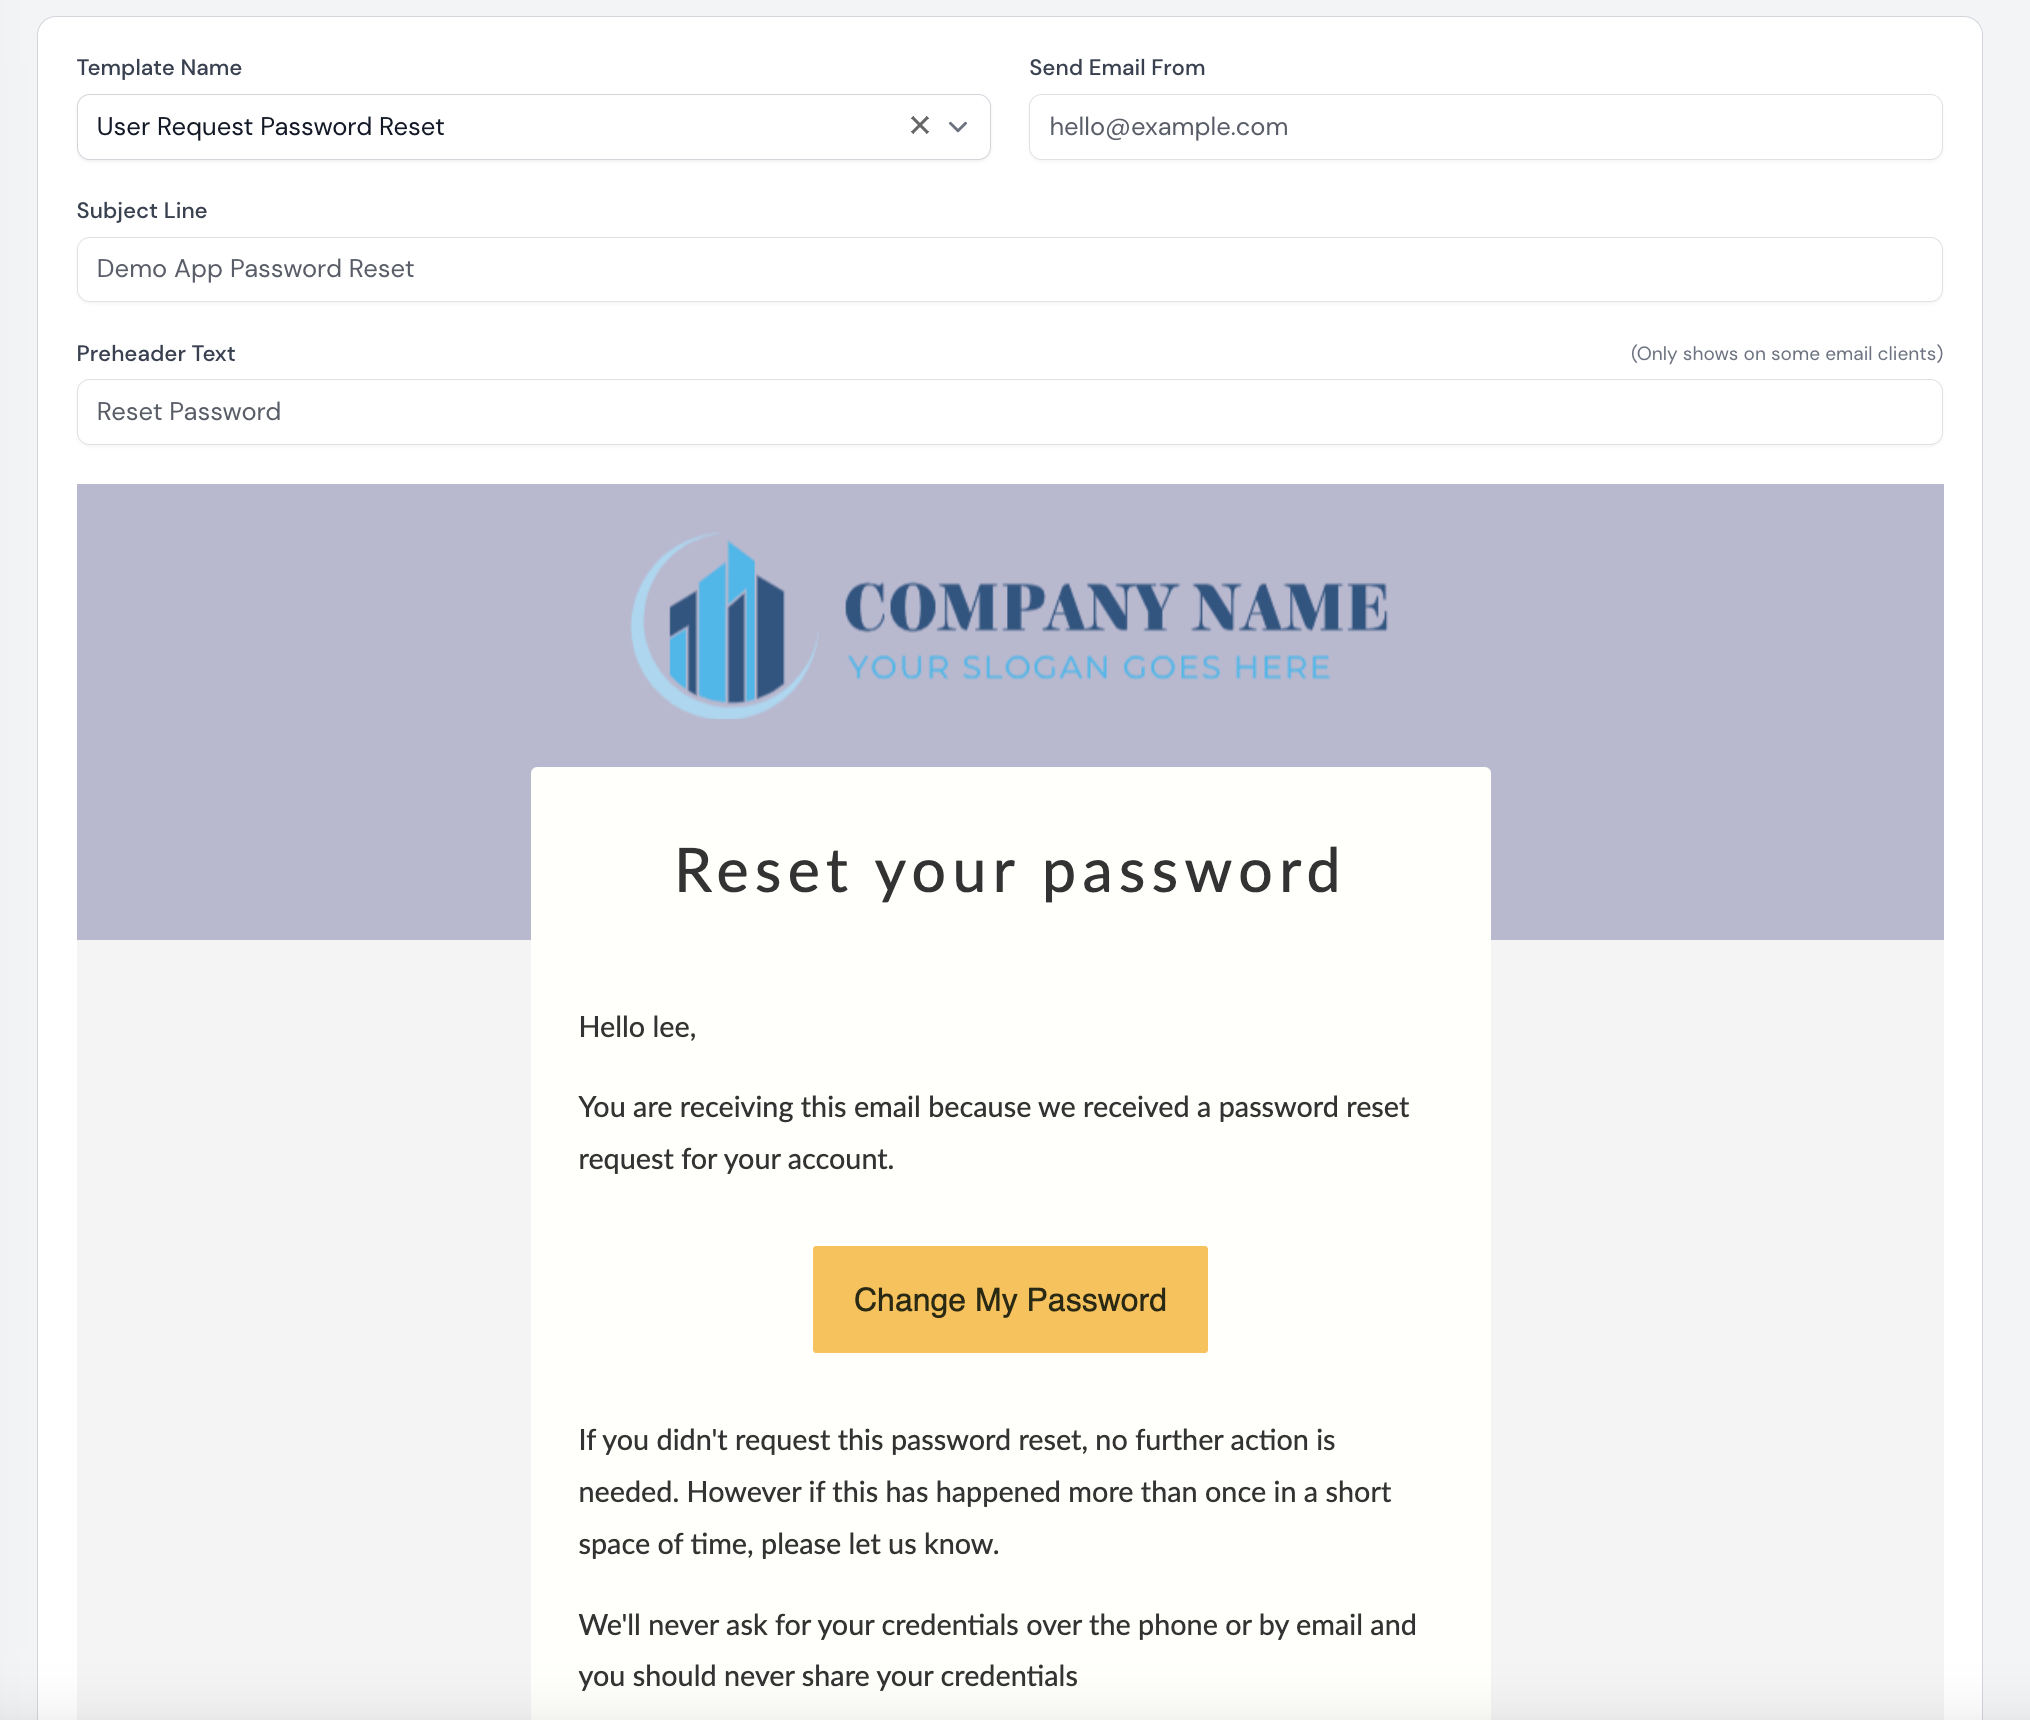 Template Name
Send Email From
User Request Password Reset
hello@example.com
Subject Line
Demo App Password Reset
Preheader Text
(Only shows on some email clients)
Reset Password
COMPANY NAME
YOUR SLOGAN GOES HERE
Reset your password
Hello lee,
You are receiving this email because we received a password reset
request for your account.
Change My Password
If you didn't request this password reset, no further action is
needed. However if this has happened more than once in a short
space of time, please let us know.
We'll never ask for your credentials over the phone or by email and
you should never share your credentials